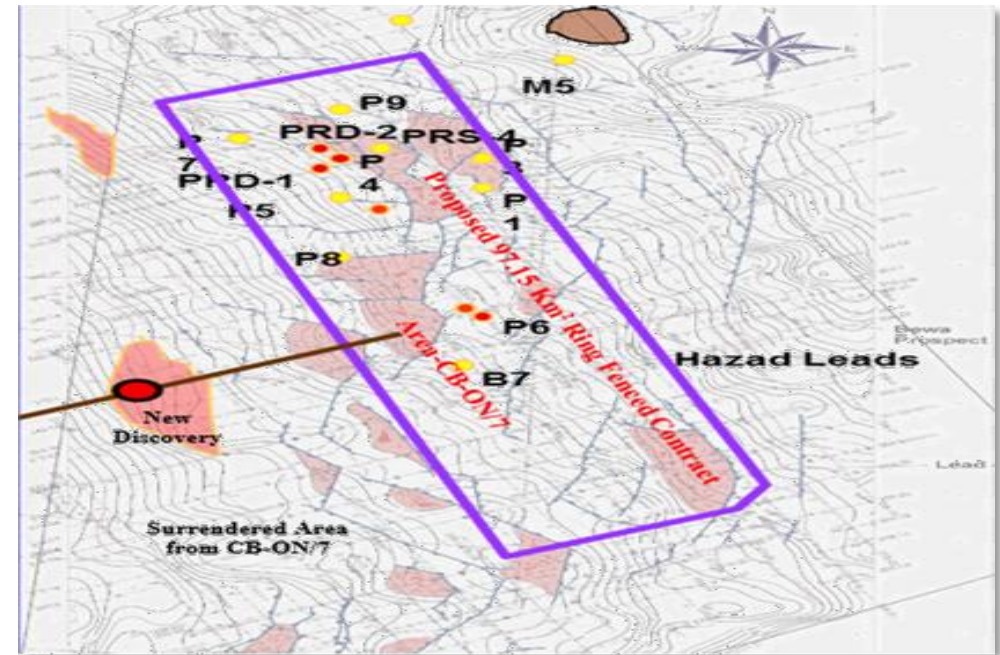 N
W
E
M5
P9
PRD-2
PRS-1
P
7
P
4
P
3
PRD-1
P5
P
1
P8
P6
B7
Proposed 97.15 Km² Ring Fenced Contract
Area-CB-ON/7
Bewa
Prospect
Hazad Leads
New
Discovery
Lead
Surrendered Area
from CB-ON/7